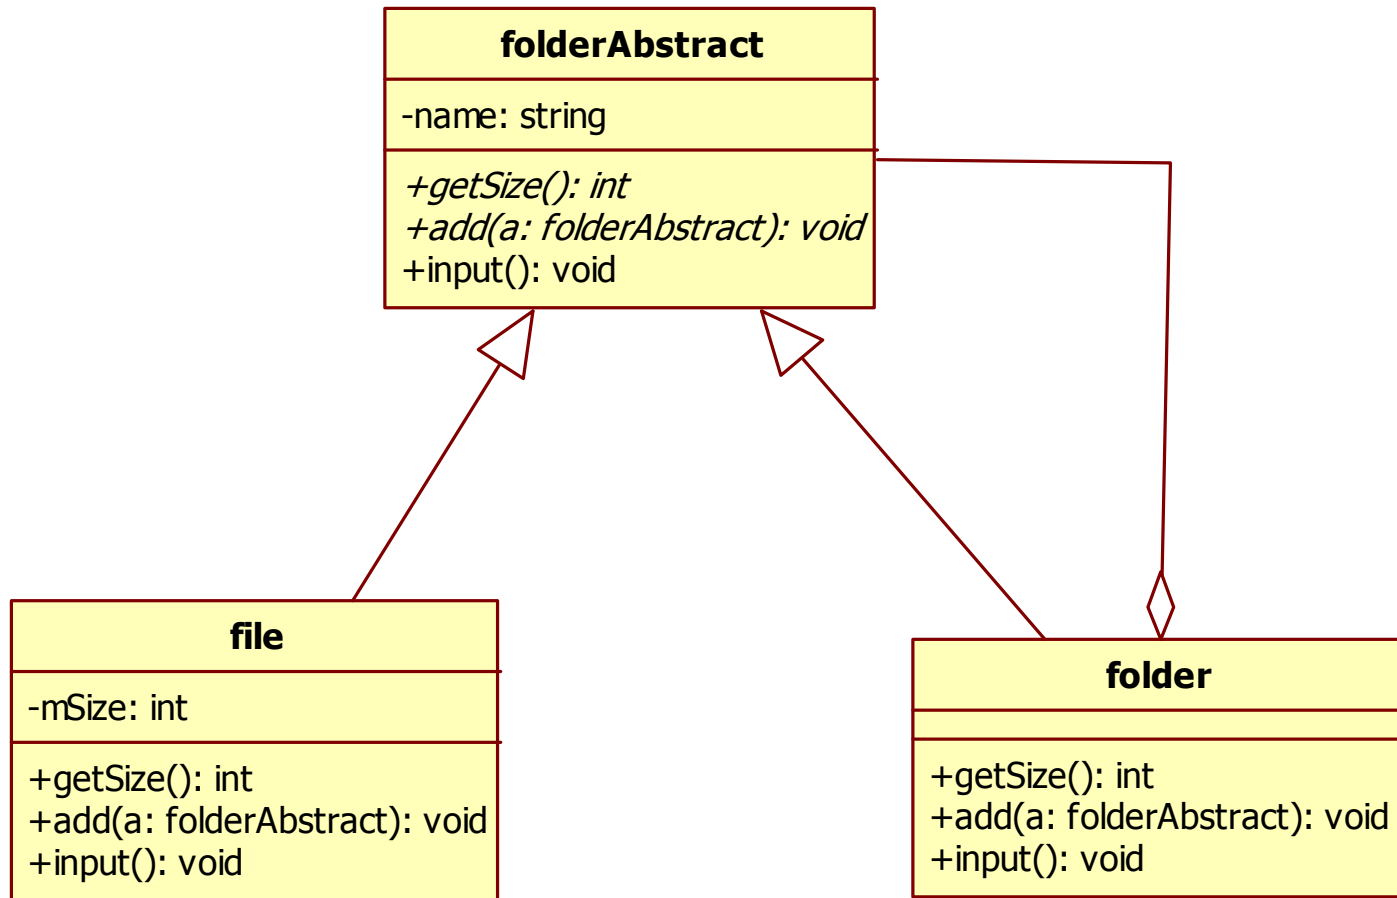 folderAbstract
-name: string
+getSize(): int
+add(a: folderAbstract): void
+input(): void
file
-mSize: int
+getSize(): int
+add(a: folderAbstract): void
+input(): void
folder
+getSize(): int
+add(a: folderAbstract): void
+input(): void